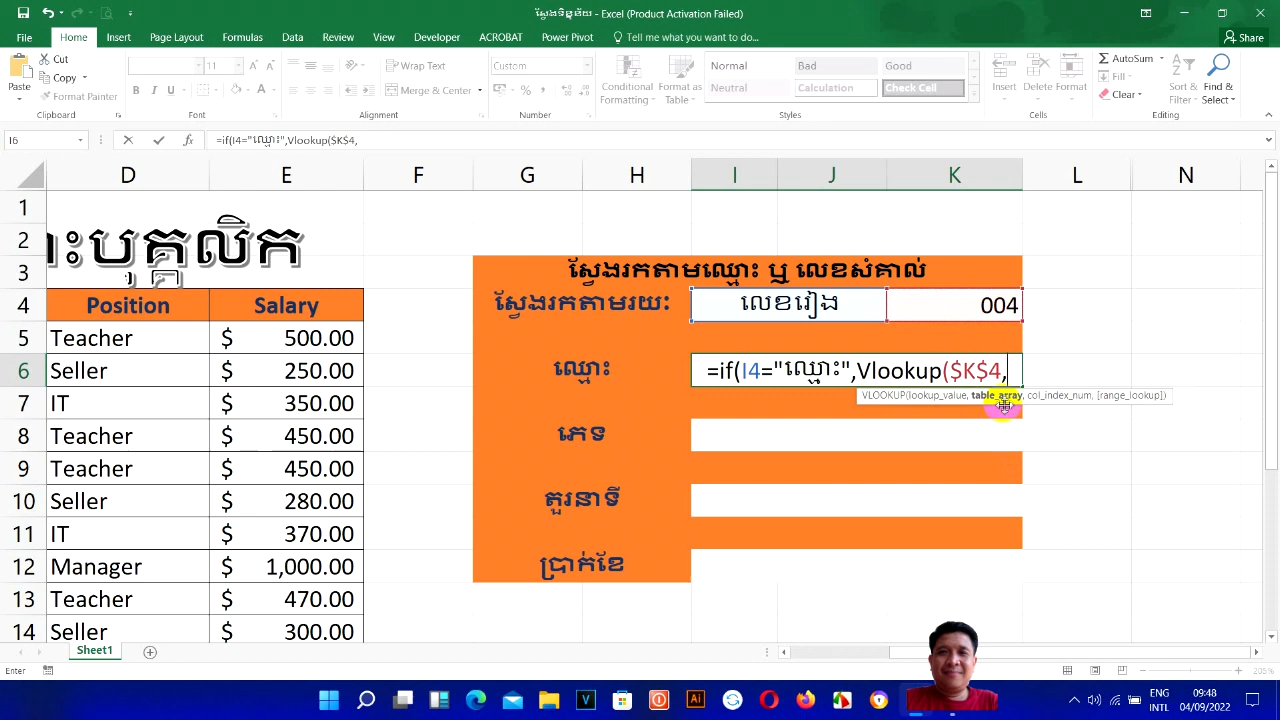 ស្វែងទិន្នន័យ - Excel (Product Activation Failed)
File Home Insert Page Layout Formulas Data Review View Developer ACROBAT Power Pivot Tell me what you want to do... Share
Paste Cut Copy Format Painter
Clipboard
B I U
Font
Wrap Text
Merge & Center
Alignment
Custom
Number
Conditional Formatting Format as Table
Normal Bad Good
Neutral Calculation Check Cell
Styles
Insert Delete Format
Cells
AutoSum Fill Clear
Sort & Filter Find & Select
Editing
I6 =if(I4="ឈ្មោះ",Vlookup($K$4,
D E F G H I J K L N
1
2 ះបុគ្គលិក
3 ស្វែងរកតាមឈ្មោះ ឬ លេខសំគាល់
4 Position Salary ស្វែងរកតាមរយៈ លេខរៀង 004
5 Teacher $ 500.00
6 Seller $ 250.00 ឈ្មោះ =if(I4="ឈ្មោះ",Vlookup($K$4,
VLOOKUP(lookup_value, table_array, col_index_num, [range_lookup])
7 IT $ 350.00
8 Teacher $ 450.00 ភេទ
9 Teacher $ 450.00
10 Seller $ 280.00 តួរនាទី
11 IT $ 370.00
12 Manager $ 1,000.00 ប្រាក់ខែ
13 Teacher $ 470.00
14 Seller $ 300.00
Sheet1
Enter 205%
ENG INTL 09:48 04/09/2022